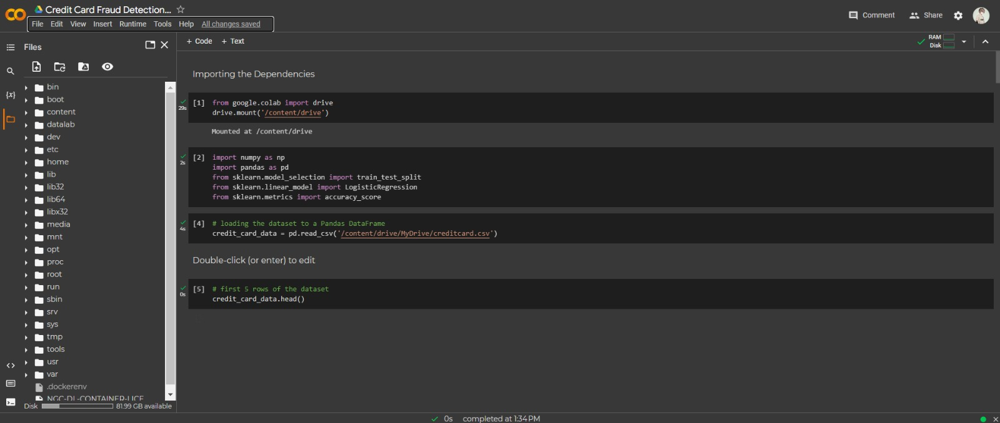 Credit Card Fraud Detection...
File Edit View Insert Runtime Tools Help All changes saved
Comment Share
Files
+ Code + Text
RAM
Disk
bin
boot
content
datalab
dev
etc
home
lib
lib32
lib64
libx32
media
mnt
opt
proc
root
run
sbin
srv
sys
tmp
tools
usr
var
.dockerenv
NGC-DL-CONTAINER-LICE
Disk 81.99 GB available
{x}
Importing the Dependencies
29s
[1] from google.colab import drive
drive.mount('/content/drive')
Mounted at /content/drive
2s
[2] import numpy as np
import pandas as pd
from sklearn.model_selection import train_test_split
from sklearn.linear_model import LogisticRegression
from sklearn.metrics import accuracy_score
4s
[4] # loading the dataset to a Pandas DataFrame
credit_card_data = pd.read_csv('/content/drive/MyDrive/creditcard.csv')
Double-click (or enter) to edit
0s
[5] # first 5 rows of the dataset
credit_card_data.head()
0s completed at 1:34 PM